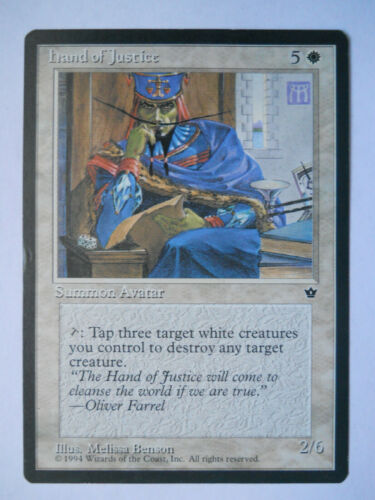 Hand of Justice 5
Summon Avatar
: Tap three target white creatures
you control to destroy any target
creature.
"The Hand of Justice will come to
cleanse the world if we are true."
—Oliver Farrel
Illus. Melissa Benson 2/6
© 1994 Wizards of the Coast, Inc. All rights reserved.